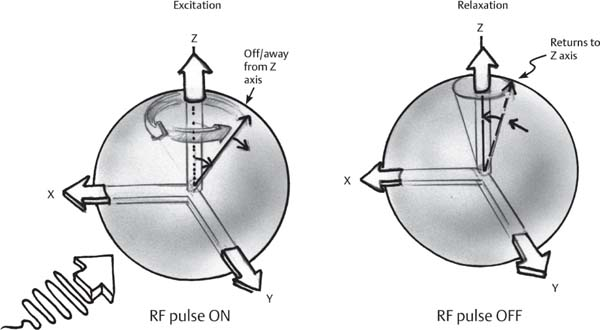 Excitation
Z
Off/away
from Z
axis
X
Y
RF pulse ON
Relaxation
Z
Returns to
Z axis
X
Y
RF pulse OFF